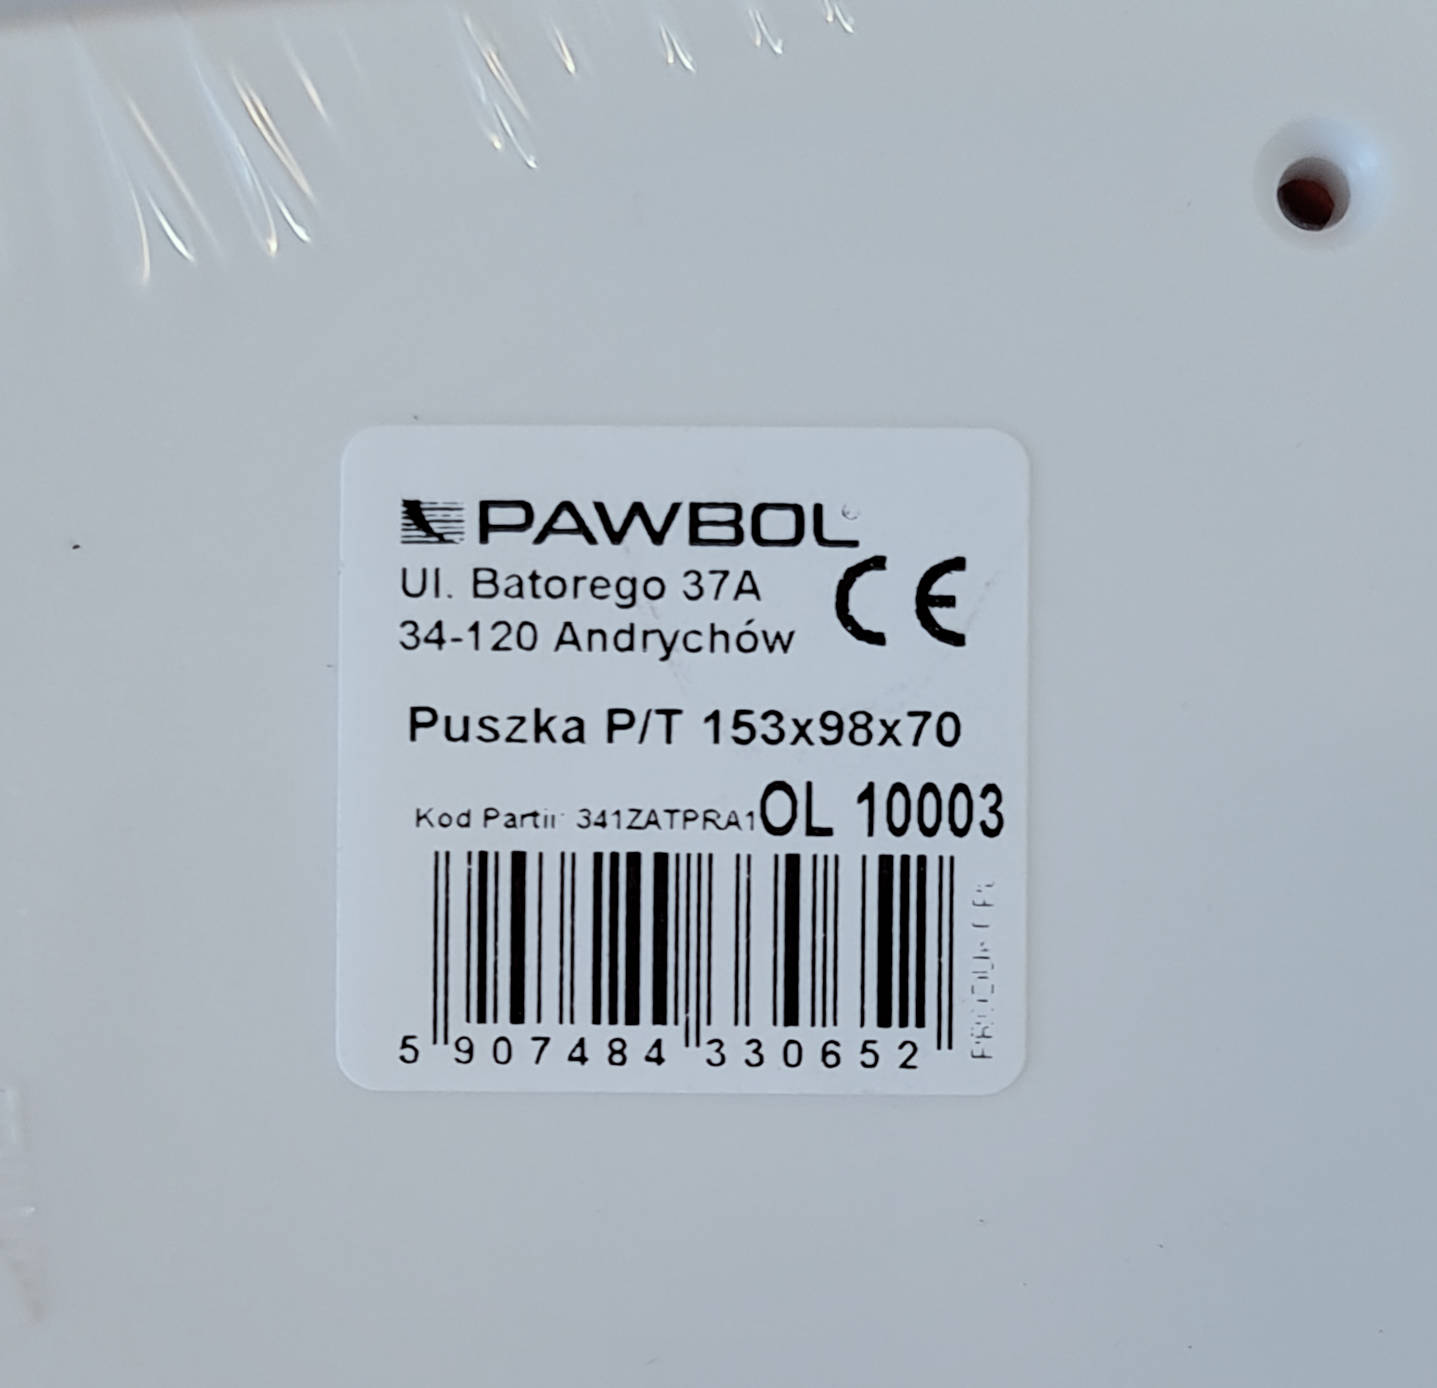 PAWBOL
Ul. Batorego 37A
34-120 Andrychów
CE
Puszka P/T 153x98x70
Kod Partii: 341ZATPRA1 OL 10003
5 907484 330652